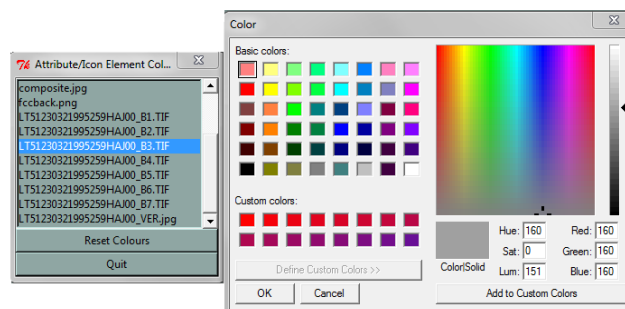 Attribute/Icon Element Col...
composite.jpg
fccback.png
LT51230321995259HAJ00_B1.TIF
LT51230321995259HAJ00_B2.TIF
LT51230321995259HAJ00_B3.TIF
LT51230321995259HAJ00_B4.TIF
LT51230321995259HAJ00_B5.TIF
LT51230321995259HAJ00_B6.TIF
LT51230321995259HAJ00_B7.TIF
LT51230321995259HAJ00_VER.jpg
Reset Colours
Quit
Color
Basic colors:
Custom colors:
Define Custom Colors >>
OK Cancel
Color|Solid
Hue: 160 Red: 160
Sat: 0 Green: 160
Lum: 151 Blue: 160
Add to Custom Colors